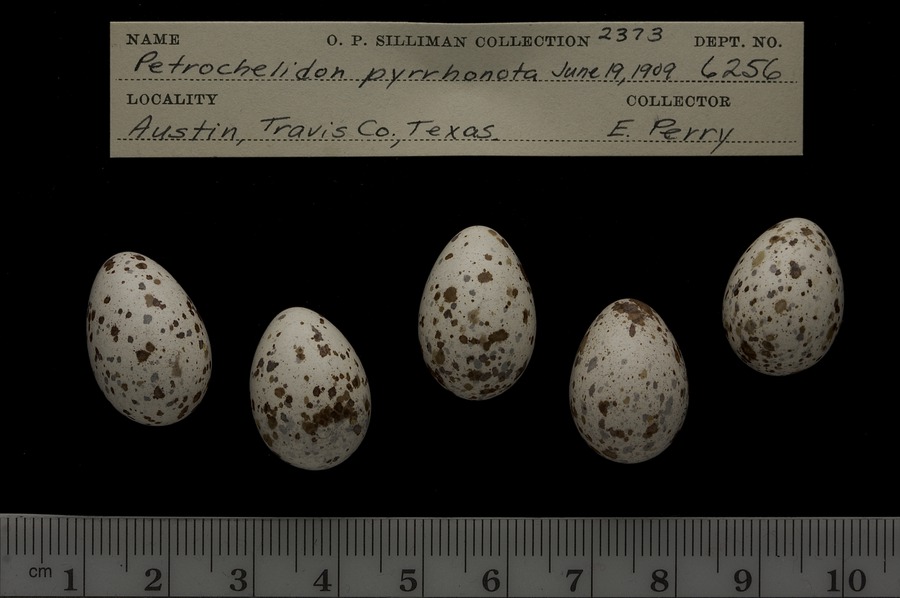 NAME O. P. SILLIMAN COLLECTION 2373 DEPT. NO.
Petrochelidon pyrrhonota June 19, 1909 6256
LOCALITY COLLECTOR
Austin, Travis Co., Texas E. Perry
cm 1 2 3 4 5 6 7 8 9 10